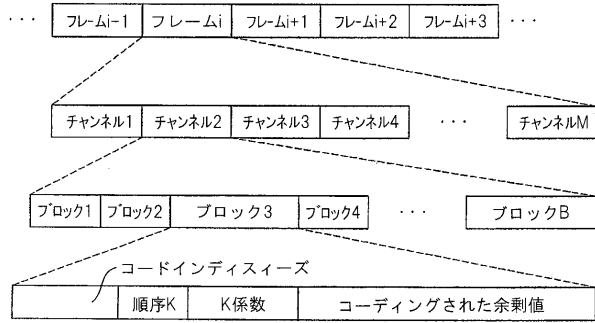 ··· フレームi-1 フレームi フレームi+1 フレームi+2 フレームi+3 ···
チャンネル1 チャンネル2 チャンネル3 チャンネル4 ··· チャンネルM
ブロック1 ブロック2 ブロック3 ブロック4 ··· ブロックB
コードインディスィーズ
順序K K係数 コーディングされた余剰値